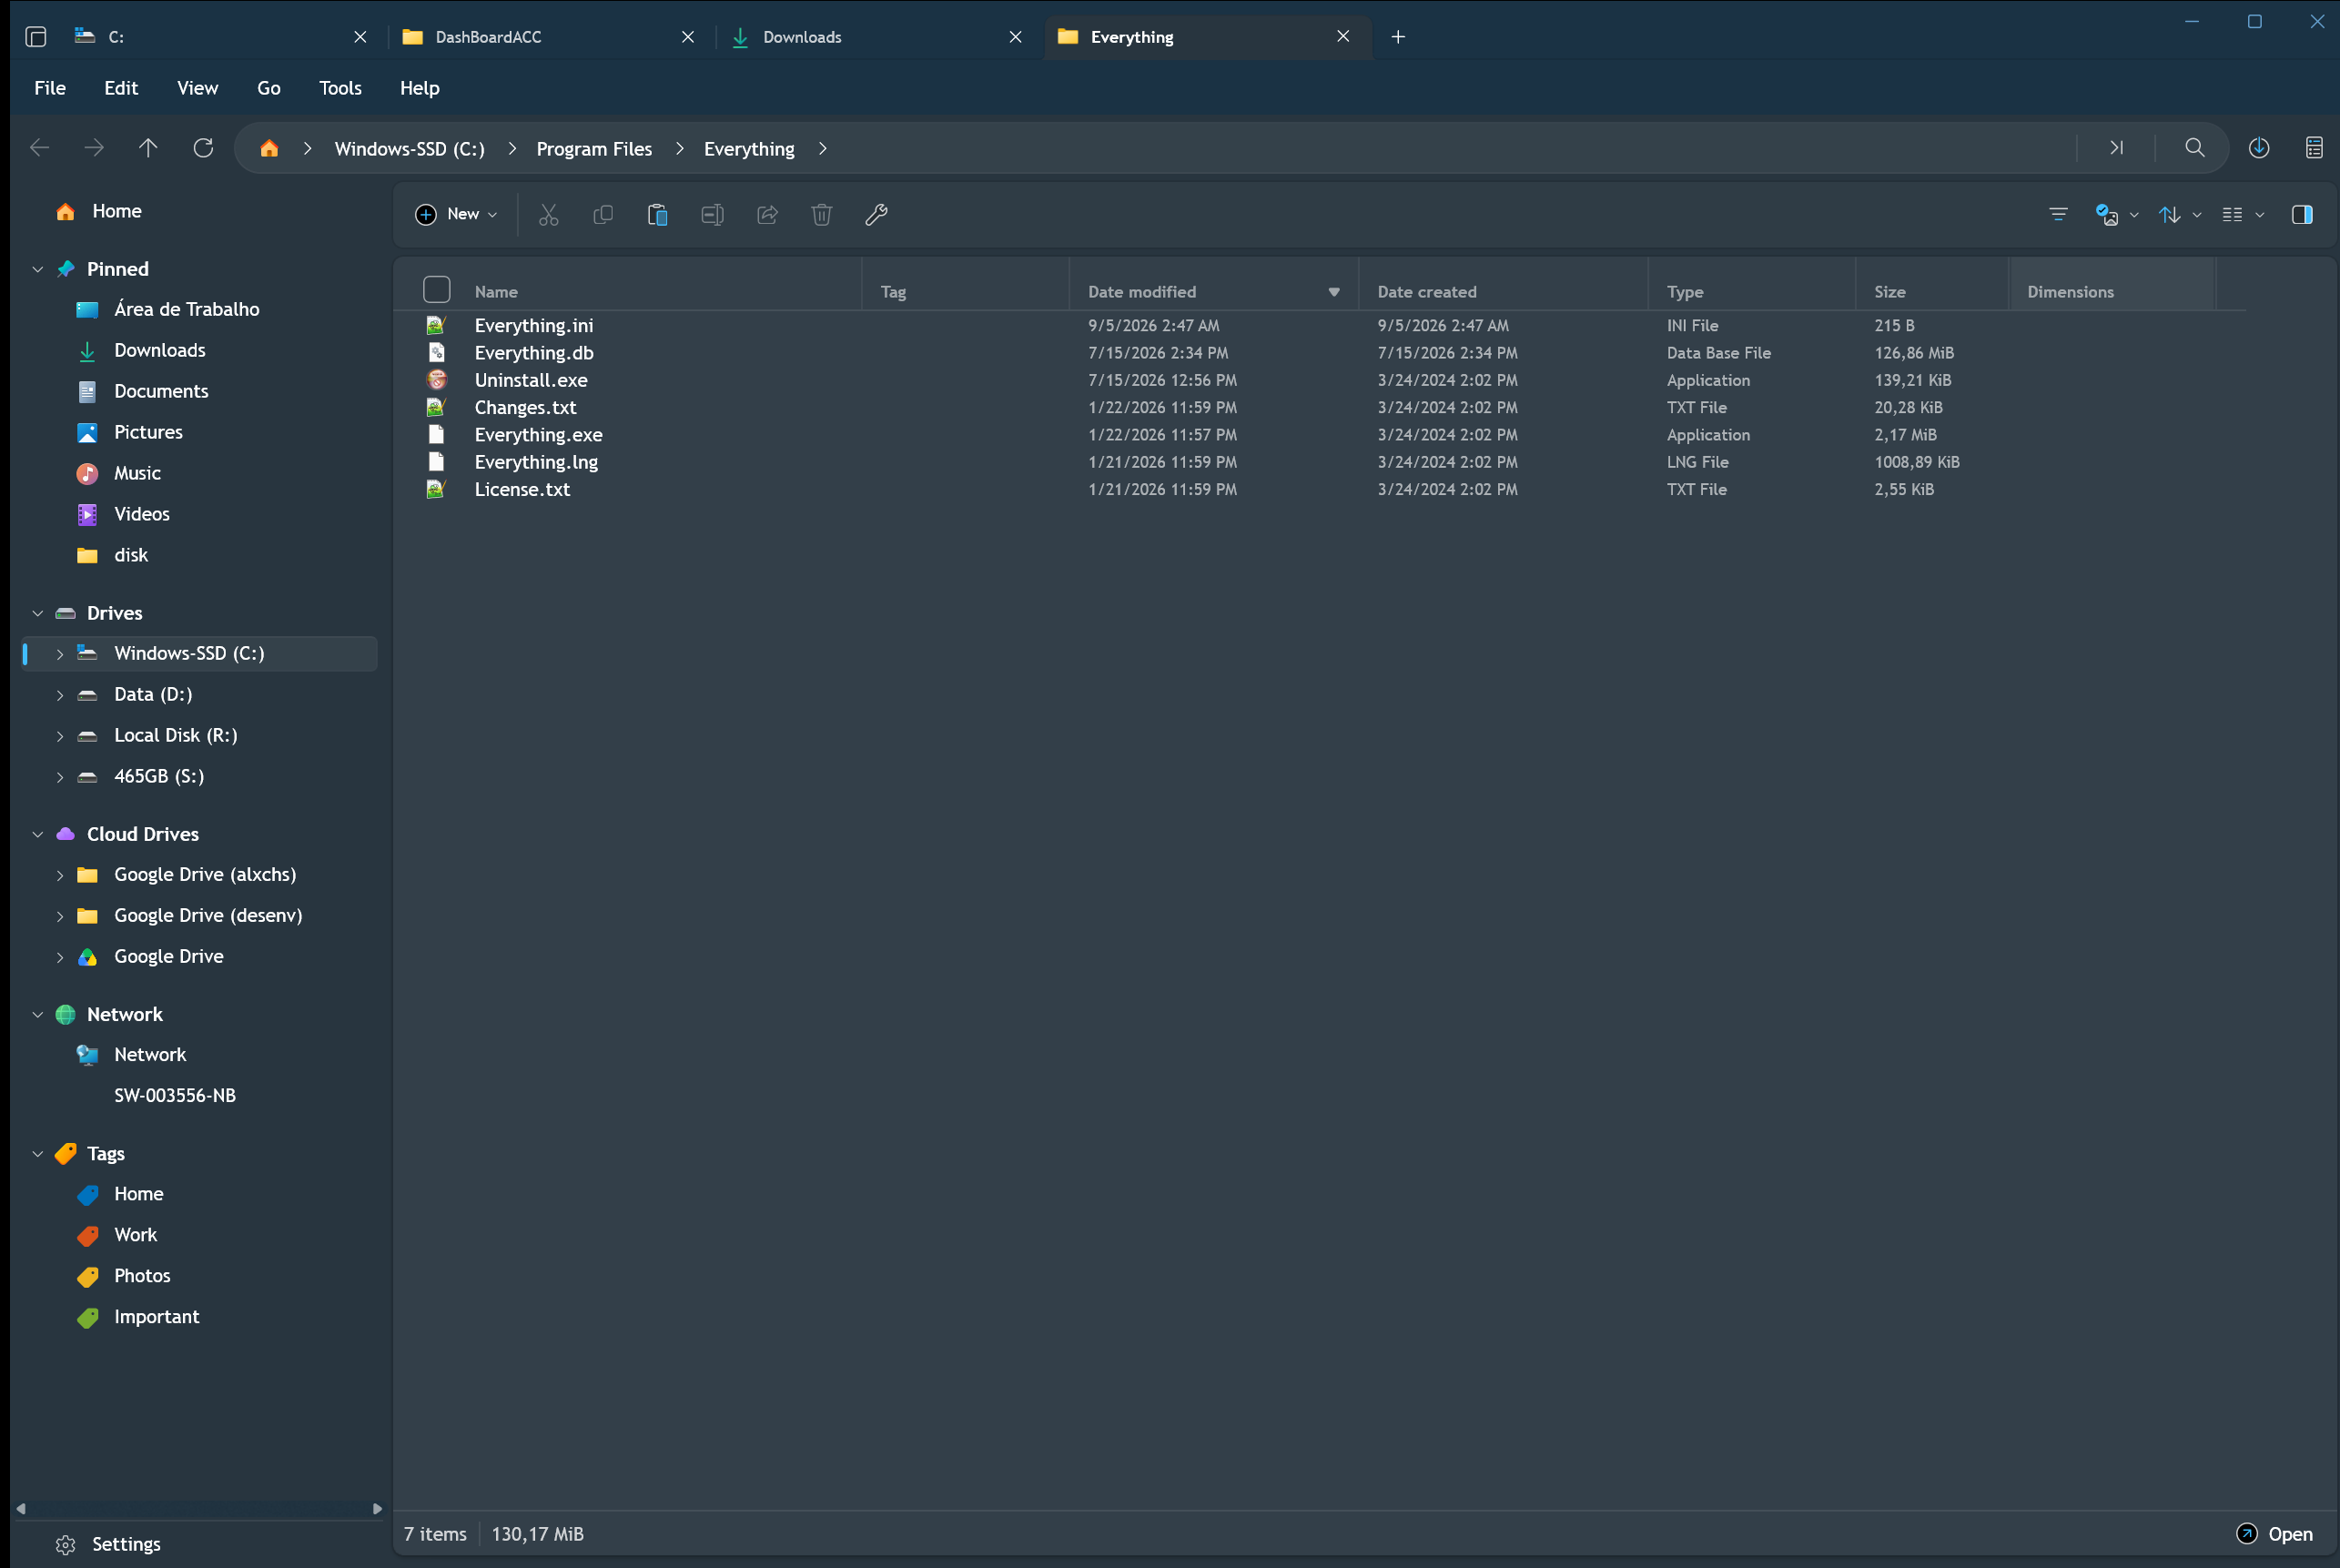 C:
DashBoardACC
Downloads
Everything
File Edit View Go Tools Help
Windows-SSD (C:) > Program Files > Everything >
Home
Pinned
Área de Trabalho
Downloads
Documents
Pictures
Music
Videos
disk
Drives
Windows-SSD (C:)
Data (D:)
Local Disk (R:)
465GB (S:)
Cloud Drives
Google Drive (alxchs)
Google Drive (desenv)
Google Drive
Network
Network
SW-003556-NB
Tags
Home
Work
Photos
Important
Settings
New
Name Tag Date modified Date created Type Size Dimensions
Everything.ini 9/5/2026 2:47 AM 9/5/2026 2:47 AM INI File 215 B
Everything.db 7/15/2026 2:34 PM 7/15/2026 2:34 PM Data Base File 126,86 MiB
Uninstall.exe 7/15/2026 12:56 PM 3/24/2024 2:02 PM Application 139,21 KiB
Changes.txt 1/22/2026 11:59 PM 3/24/2024 2:02 PM TXT File 20,28 KiB
Everything.exe 1/22/2026 11:57 PM 3/24/2024 2:02 PM Application 2,17 MiB
Everything.lng 1/21/2026 11:59 PM 3/24/2024 2:02 PM LNG File 1008,89 KiB
License.txt 1/21/2026 11:59 PM 3/24/2024 2:02 PM TXT File 2,55 KiB
7 items 130,17 MiB
Open